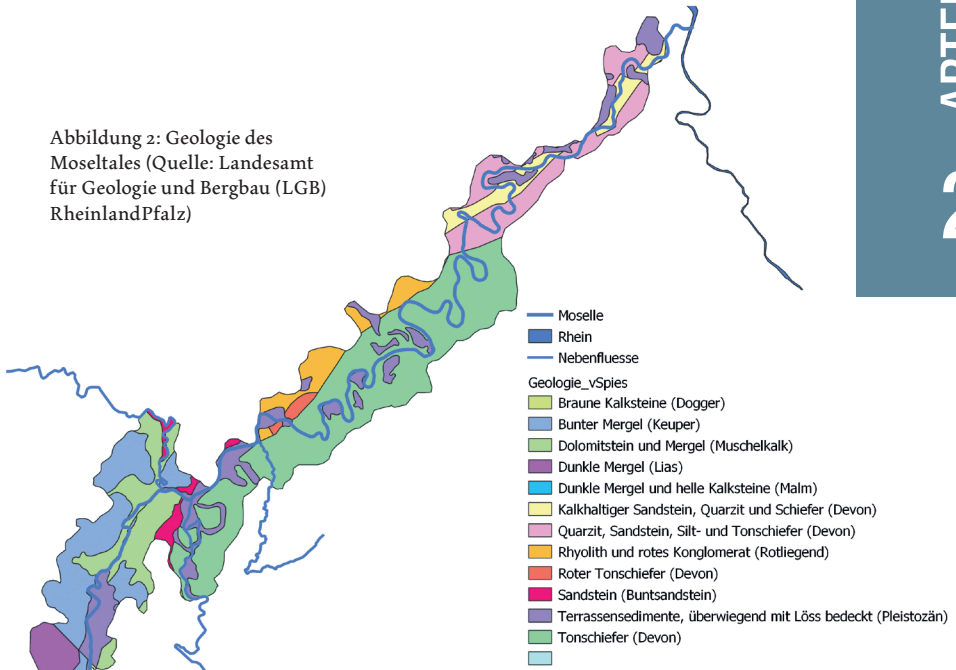 Abbildung 2: Geologie des
Moseltales (Quelle: Landesamt
für Geologie und Bergbau (LGB)
RheinlandPfalz)
Moselle
Rhein
Nebenfluesse
Geologie_vSpies
Braune Kalksteine (Dogger)
Bunter Mergel (Keuper)
Dolomitstein und Mergel (Muschelkalk)
Dunkle Mergel (Lias)
Dunkle Mergel und helle Kalksteine (Malm)
Kalkhaltiger Sandstein, Quarzit und Schiefer (Devon)
Quarzit, Sandstein, Silt- und Tonschiefer (Devon)
Rhyolith und rotes Konglomerat (Rotliegend)
Roter Tonschiefer (Devon)
Sandstein (Buntsandstein)
Terrassensedimente, überwiegend mit Löss bedeckt (Pleistozän)
Tonschiefer (Devon)